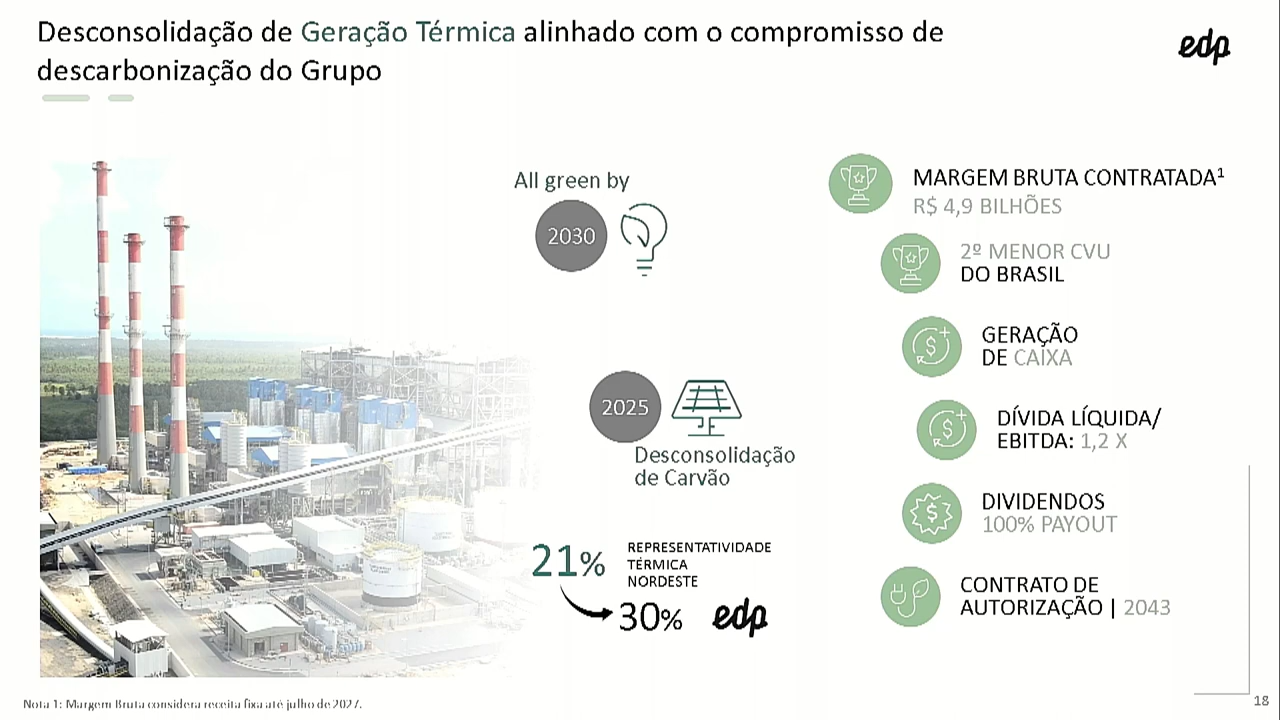 Desconsolidação de Geração Térmica alinhado com o compromisso de
descarbonização do Grupo
edp
All green by
2030
2025
Desconsolidação
de Carvão
21%
REPRESENTATIVIDADE
TÉRMICA
NORDESTE
30%
edp
MARGEM BRUTA CONTRATADA¹
R$ 4,9 BILHÕES
2º MENOR CVU
DO BRASIL
GERAÇÃO
DE CAIXA
DÍVIDA LÍQUIDA/
EBITDA: 1,2 X
DIVIDENDOS
100% PAYOUT
CONTRATO DE
AUTORIZAÇÃO | 2043
Nota 1: Margem Bruta considera receita fixa até julho de 2027.
18